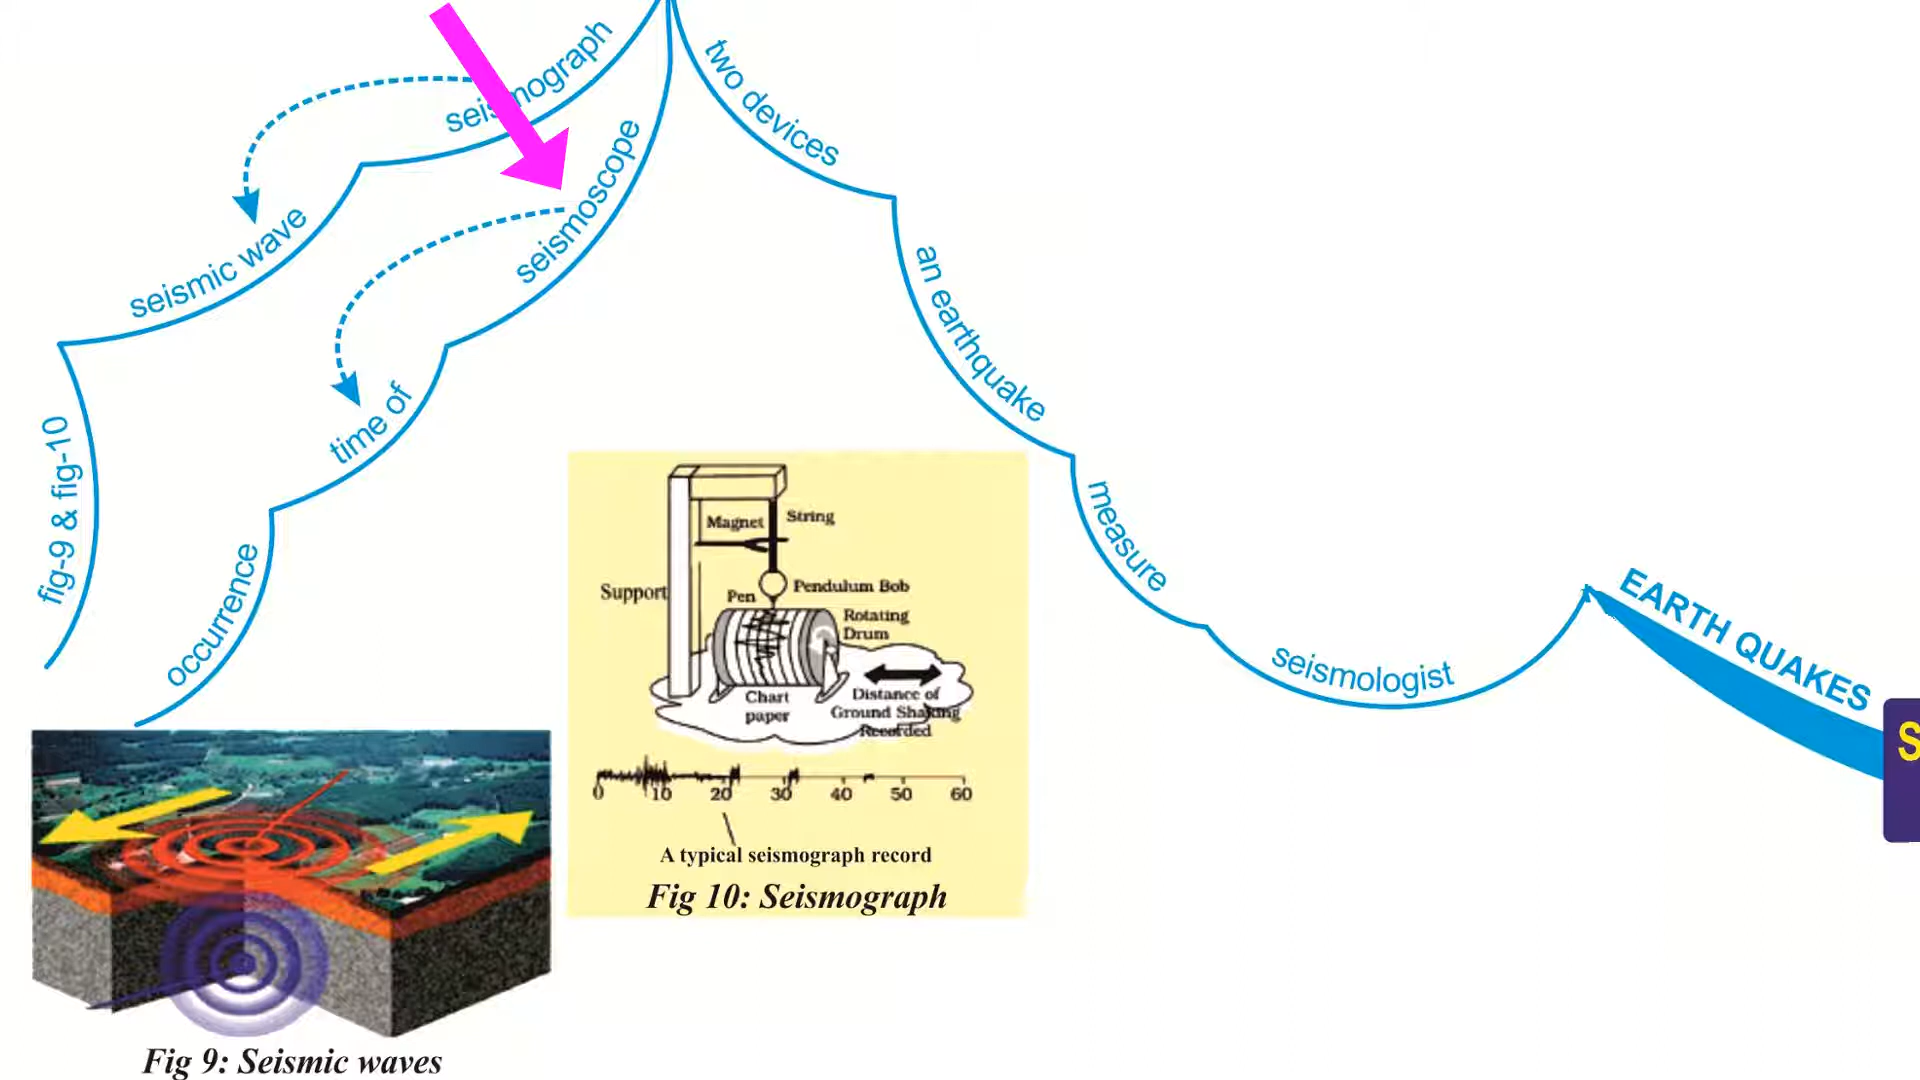 EARTH QUAKES
S
seismologist
measure
an earthquake
two devices
seismograph
seismic wave
fig-9 & fig-10
seismoscope
time of
occurrence
Magnet
String
Support
Pendulum Bob
Pen
Rotating
Drum
Chart
paper
Distance of
Ground Shaking
Recorded
0 10 20 30 40 50 60
A typical seismograph record
Fig 10: Seismograph
Fig 9: Seismic waves